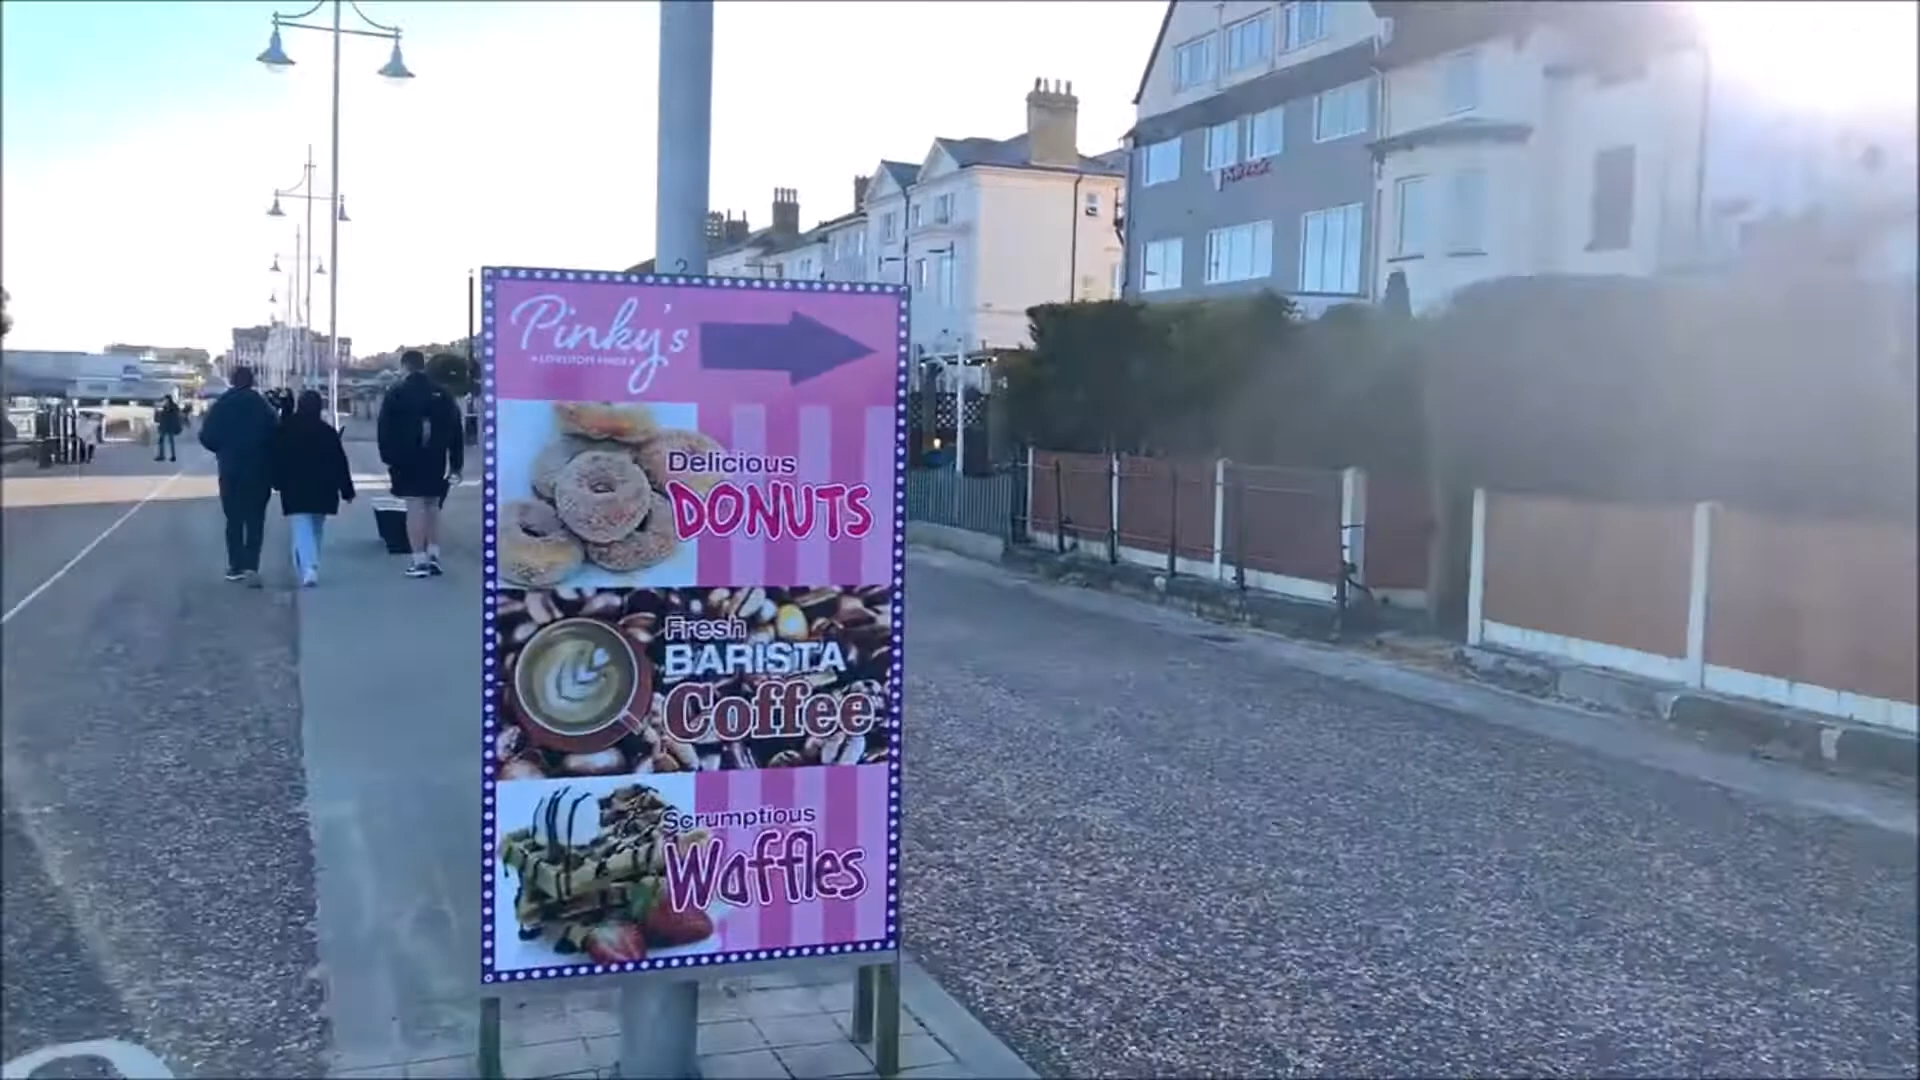 Pinky's
Delicious
DONUTS
Fresh
BARISTA
Coffee
Scrumptious
Waffles